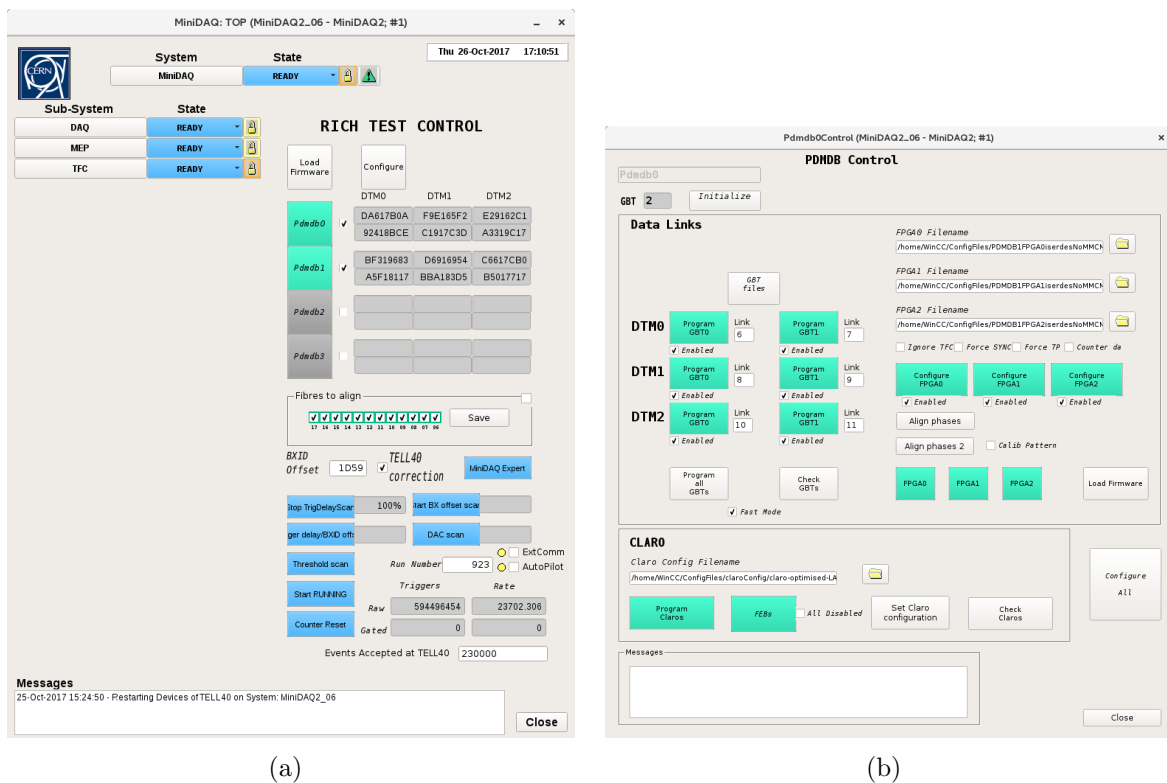 MiniDAQ: TOP (MiniDAQ2_06 - MiniDAQ2; #1)
Thu 26-Oct-2017 17:10:51
CERN
System State
MiniDAQ READY
Sub-System State
DAQ READY
MEP READY
TFC READY
RICH TEST CONTROL
Load Firmware
Configure
DTM0 DTM1 DTM2
Pdmdb0
DA617B0A F9E165F2 E29162C1
92418BCE C1917C3D A3319C17
Pdmdb1
BF319683 D6916954 C6617CB0
A5F18117 BBA183D5 B5017717
Pdmdb2
Pdmdb3
Fibres to align
17 16 15 14 13 12 11 10 09 08 07 06
Save
BXID Offset 1D59
TELL40 correction
MiniDAQ Expert
Stop TrigDelayScan 100% tart BX offset scan
ger delay/BXID offs DAC scan
Threshold scan Run Number 923
ExtComm
AutoPilot
Start RUNNING
Triggers Rate
Raw 594496454 23702.306
Counter Reset
Gated 0 0
Events Accepted at TELL40 230000
Messages
25-Oct-2017 15:24:50 - Restarting Devices of TELL40 on System: MiniDAQ2_06
Close
(a)
Pdmdb0Control (MiniDAQ2_06 - MiniDAQ2; #1)
PDMDB Control
Pdmdb0
GBT 2 Initialize
Data Links
GBT files
DTM0 Program GBT0 Link 6 Program GBT1 Link 7
Enabled Enabled
DTM1 Program GBT0 Link 8 Program GBT1 Link 9
Enabled Enabled
DTM2 Program GBT0 Link 10 Program GBT1 Link 11
Enabled Enabled
Program all GBTs
Check GBTs
Fast Mode
FPGA0 Filename
/home/WinCC/ConfigFiles/PDMDB1FPGA0iserdesNoMMCM
FPGA1 Filename
/home/WinCC/ConfigFiles/PDMDB1FPGA1iserdesNoMMCM
FPGA2 Filename
/home/WinCC/ConfigFiles/PDMDB1FPGA2iserdesNoMMCM
Ignore TFC Force SYNC Force TP Counter da
Configure FPGA0 Configure FPGA1 Configure FPGA2
Enabled Enabled Enabled
Align phases
Align phases 2 Calib Pattern
FPGA0 FPGA1 FPGA2 Load Firmware
CLARO
Claro Config Filename
/home/WinCC/ConfigFiles/claroConfig/claro-optimised-LA
Program Claros
FEBs
All Disabled
Set Claro configuration
Check Claros
Configure All
Messages
Close
(b)